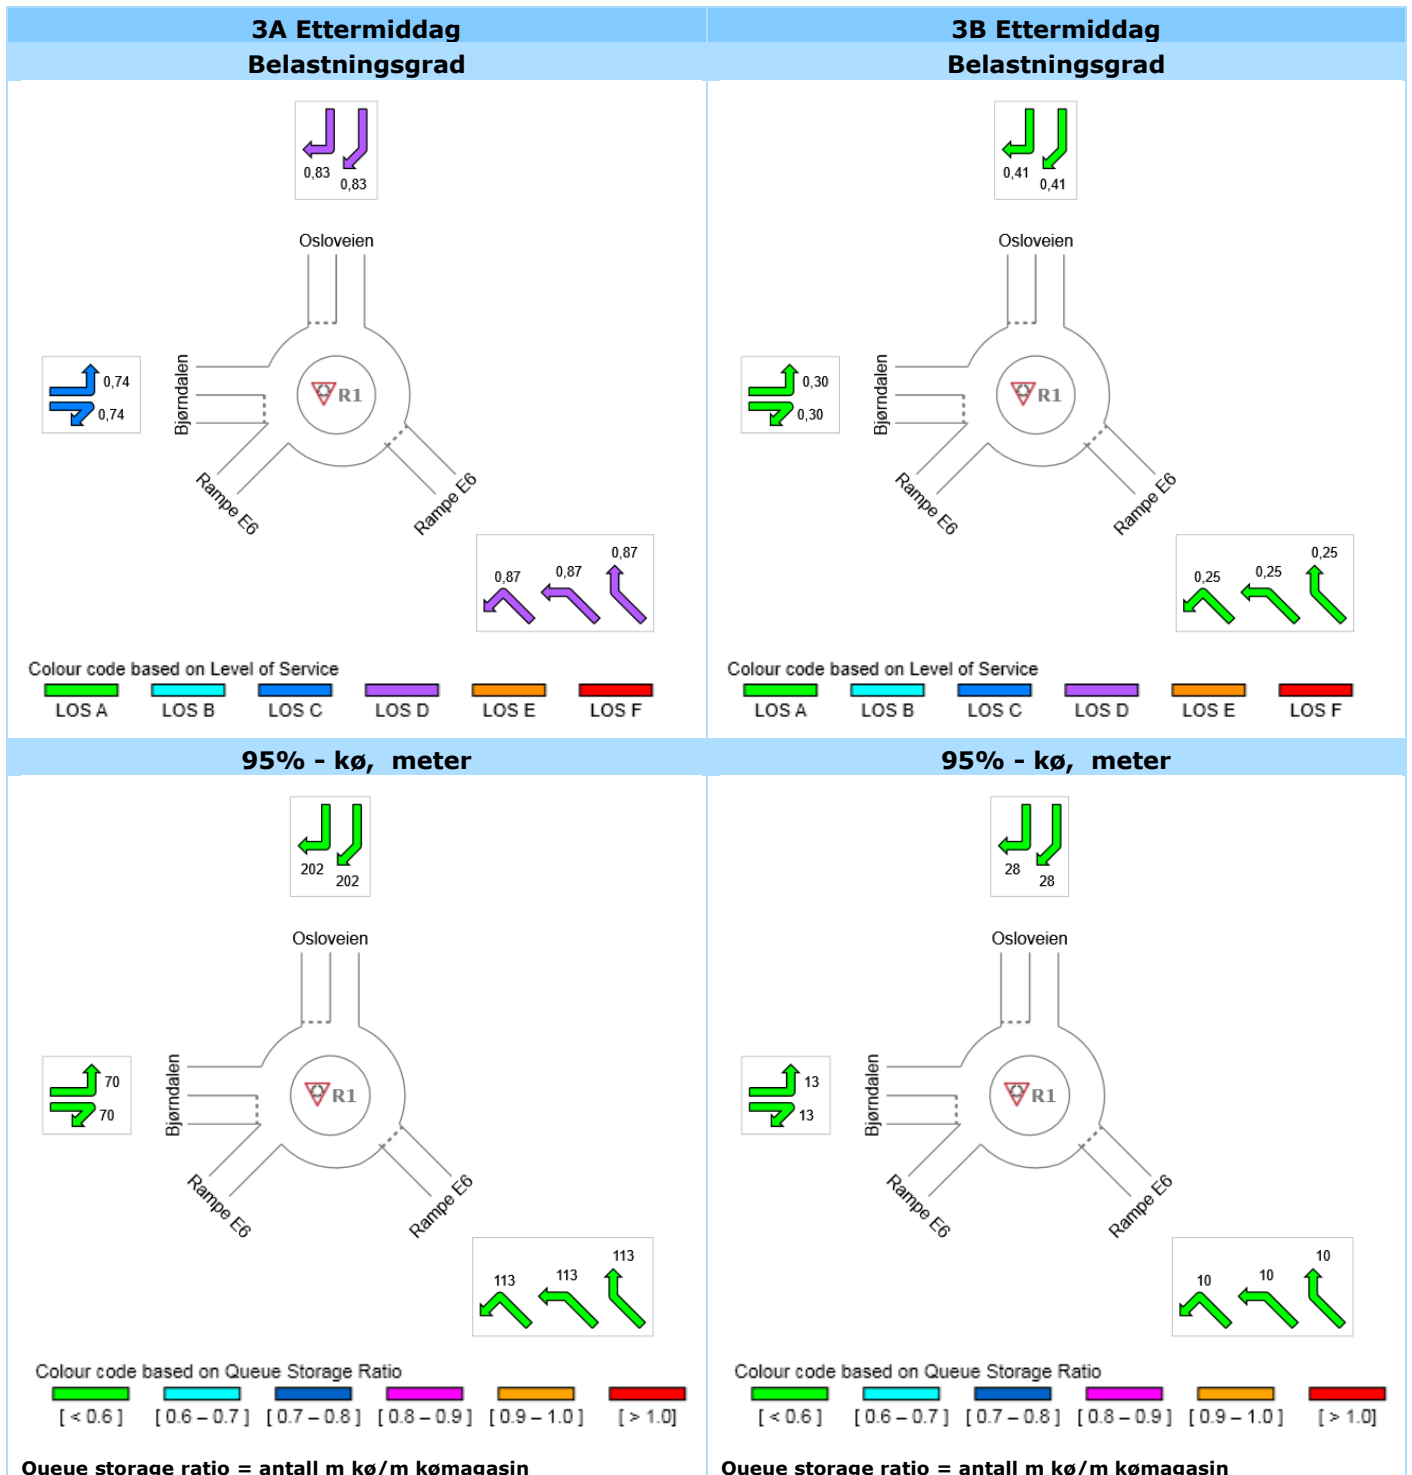 3A Ettermiddag
Belastningsgrad
0,83
0,83
Osloveien
0,74
0,74
Bjørndalen
R1
Rampe E6
Rampe E6
0,87
0,87
0,87
Colour code based on Level of Service
LOS A LOS B LOS C LOS D LOS E LOS F
3B Ettermiddag
Belastningsgrad
0,41
0,41
Osloveien
0,30
0,30
Bjørndalen
R1
Rampe E6
Rampe E6
0,25
0,25
0,25
Colour code based on Level of Service
LOS A LOS B LOS C LOS D LOS E LOS F
95% - kø, meter
202
202
Osloveien
70
70
Bjørndalen
R1
Rampe E6
Rampe E6
113
113
113
Colour code based on Queue Storage Ratio
[ < 0.6 ] [ 0.6 – 0.7 ] [ 0.7 – 0.8 ] [ 0.8 – 0.9 ] [ 0.9 – 1.0 ] [ > 1.0]
Queue storage ratio = antall m kø/m kømagasin
95% - kø, meter
28
28
Osloveien
13
13
Bjørndalen
R1
Rampe E6
Rampe E6
10
10
10
Colour code based on Queue Storage Ratio
[ < 0.6 ] [ 0.6 – 0.7 ] [ 0.7 – 0.8 ] [ 0.8 – 0.9 ] [ 0.9 – 1.0 ] [ > 1.0]
Queue storage ratio = antall m kø/m kømagasin